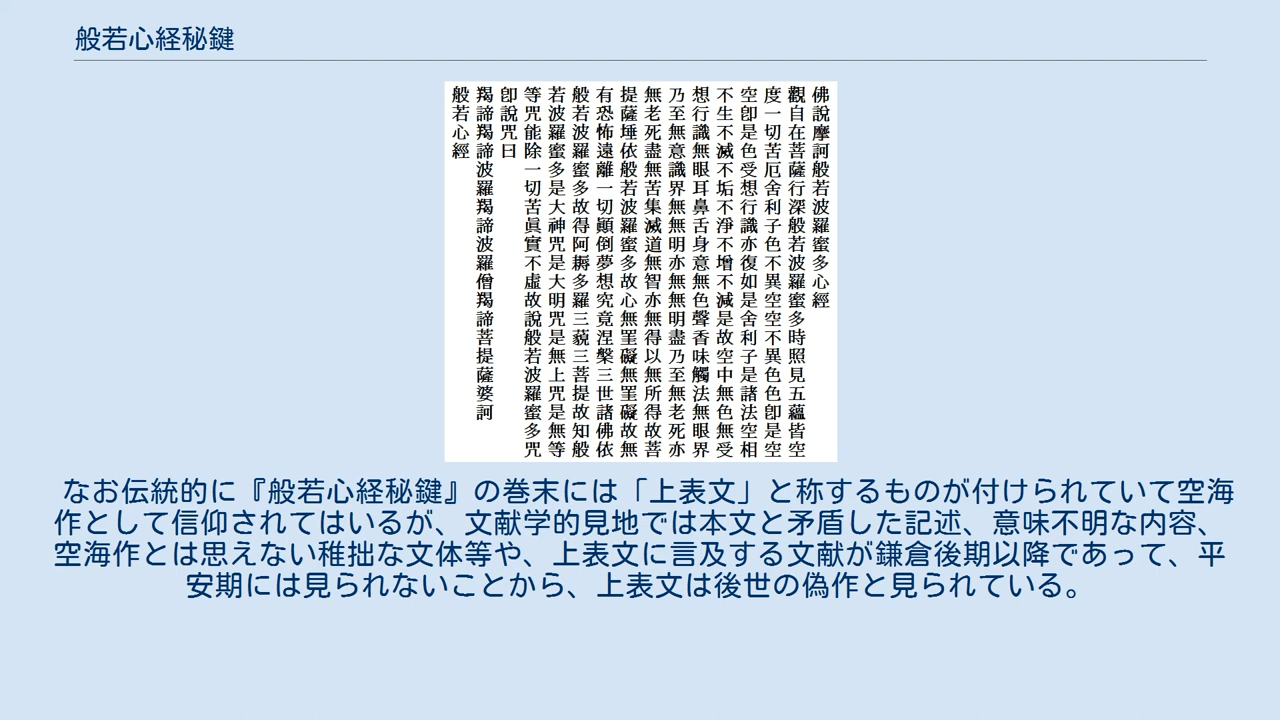 般若心経秘鍵
佛說摩訶般若波羅蜜多心經
觀自在菩薩行深般若波羅蜜多時照見五蘊皆空
度一切苦厄舍利子色不異空空不異色色卽是空
空卽是色受想行識亦復如是舍利子是諸法空相
不生不滅不垢不淨不增不減是故空中無色無受
想行識無眼耳鼻舌身意無色聲香味觸法無眼界
乃至無意識界無無明亦無無明盡乃至無老死亦
無老死盡無苦集滅道無智亦無得以無所得故菩
提薩埵依般若波羅蜜多故心無罣礙無罣礙故無
有恐怖遠離一切顚倒夢想究竟涅槃三世諸佛依
般若波羅蜜多故得阿耨多羅三藐三菩提故知般
若波羅蜜多是大神咒是大明咒是無上咒是無等
等咒能除一切苦眞實不虛故說般若波羅蜜多咒
卽說咒曰
羯諦羯諦波羅羯諦波羅僧羯諦菩提薩婆訶
般若心經
なお伝統的に『般若心経秘鍵』の巻末には「上表文」と称するものが付けられていて空海
作として信仰されてはいるが、文献学的見地では本文と矛盾した記述、意味不明な内容、
空海作とは思えない稚拙な文体等や、上表文に言及する文献が鎌倉後期以降であって、平
安期には見られないことから、上表文は後世の偽作と見られている。